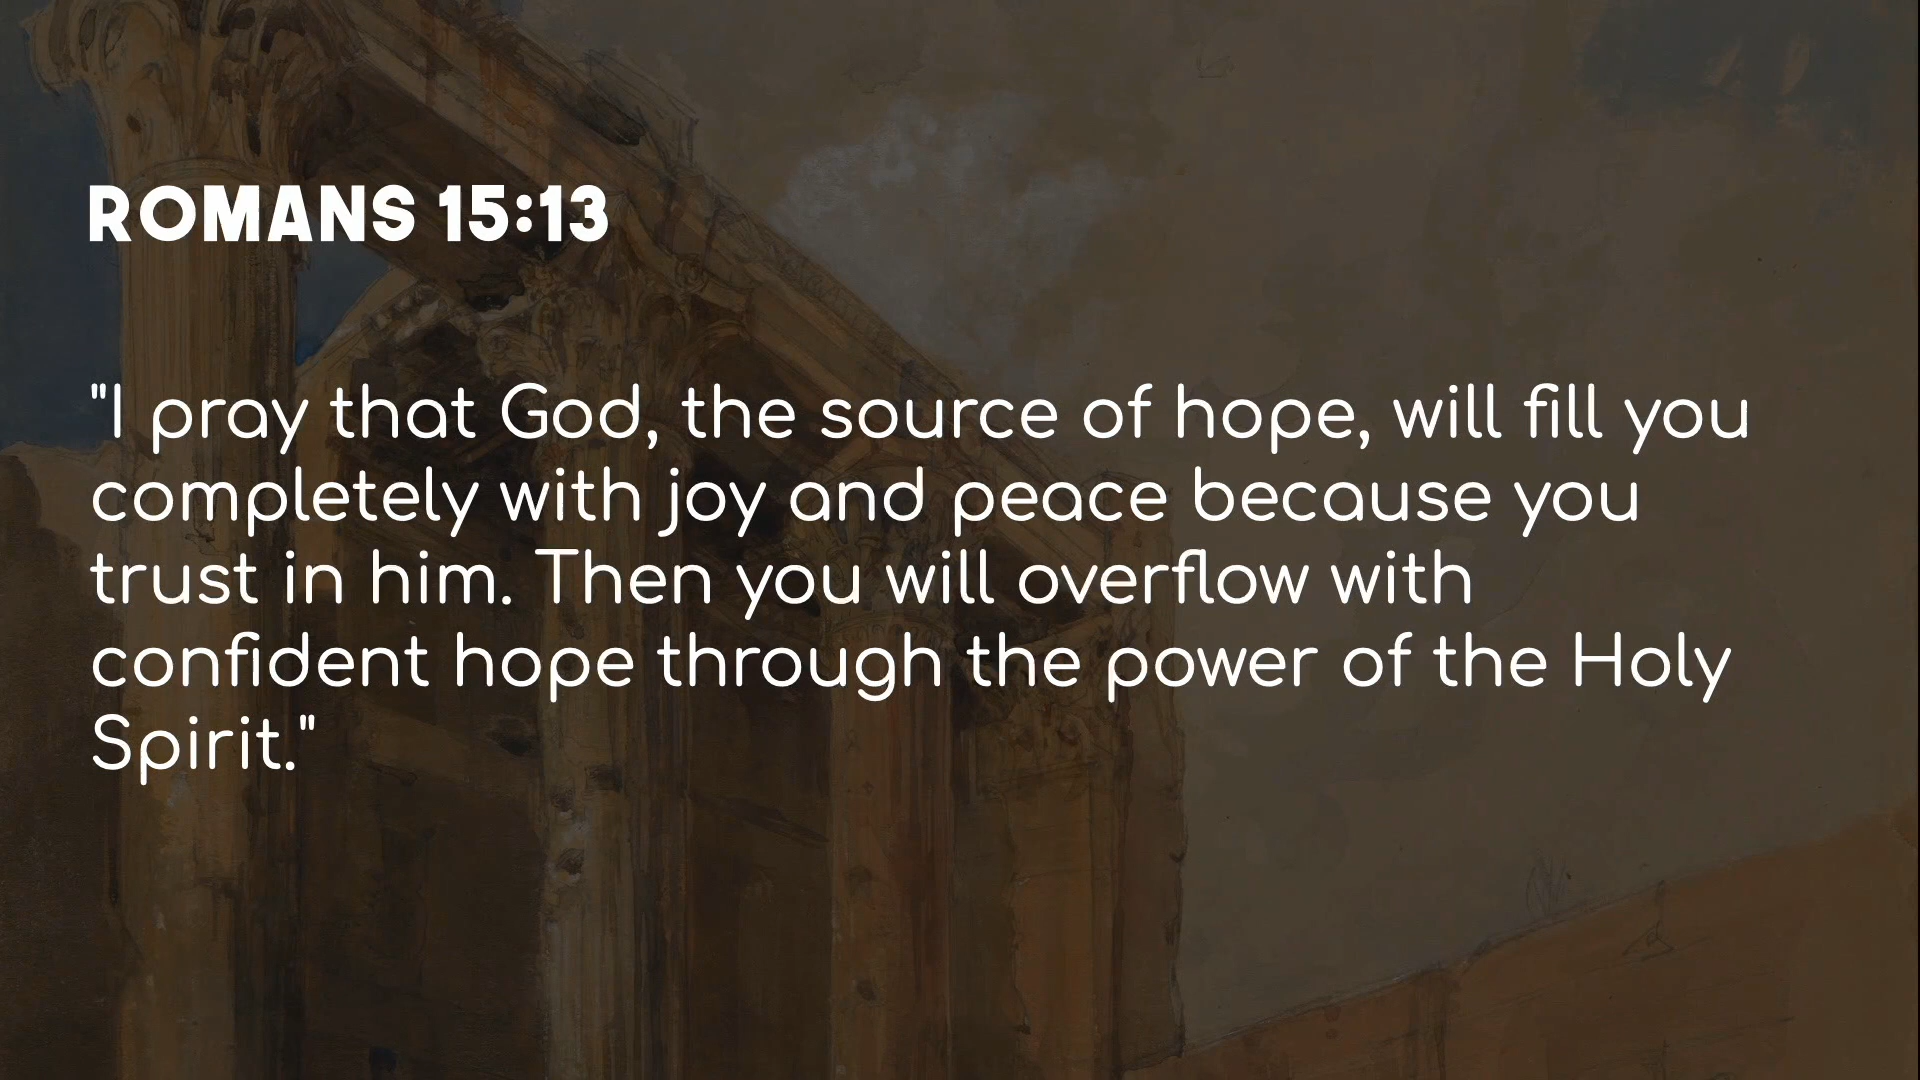 ROMANS 15:13
"I pray that God, the source of hope, will fill you
completely with joy and peace because you
trust in him. Then you will overflow with
confident hope through the power of the Holy
Spirit."